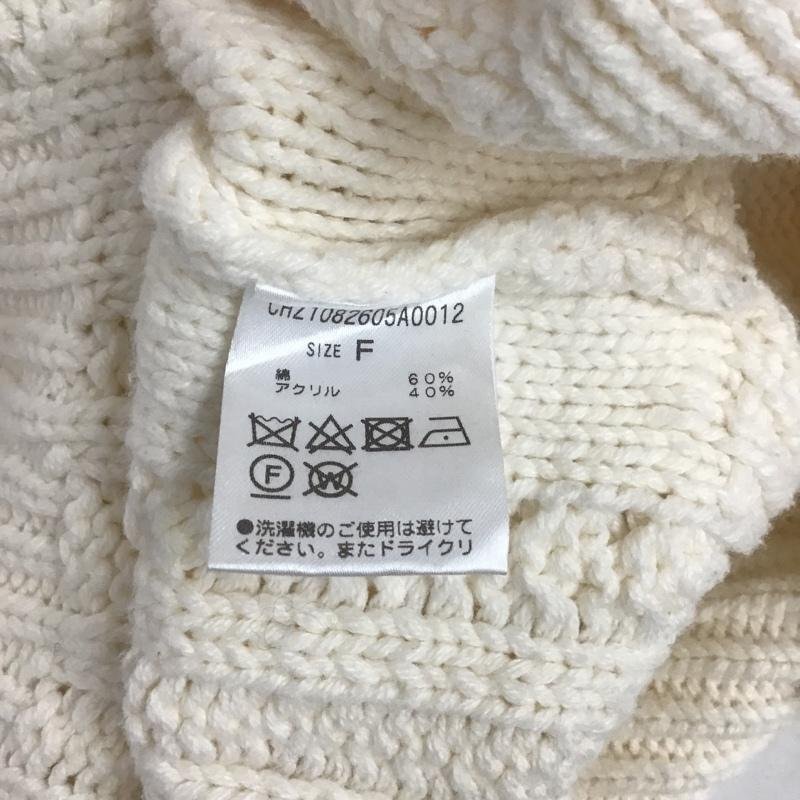 CH21082605A0012
SIZE F
綿 60%
アクリル 40%
F W
●洗濯機のご使用は避けて
ください。またドライクリ